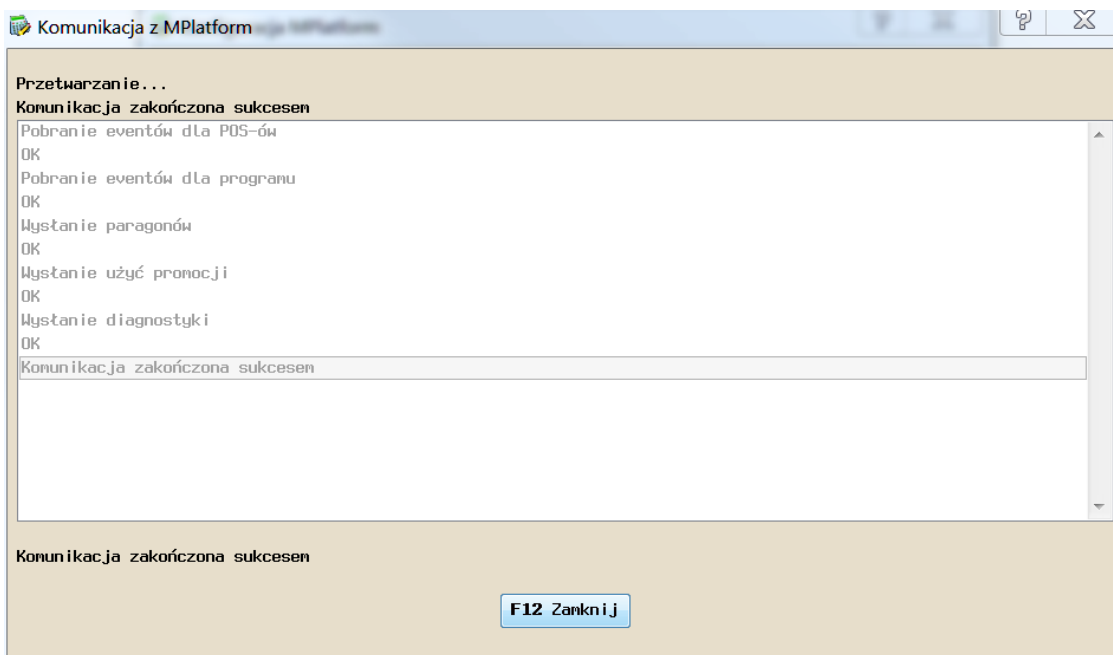 Komunikacja z MPlatform
Przetwarzanie...
Komunikacja zakończona sukcesem
Pobranie eventów dla POS-ów
OK
Pobranie eventów dla programu
OK
Wysłanie paragonów
OK
Wysłanie użyć promocji
OK
Wysłanie diagnostyki
OK
Komunikacja zakończona sukcesem
Komunikacja zakończona sukcesem
F12 Zamknij